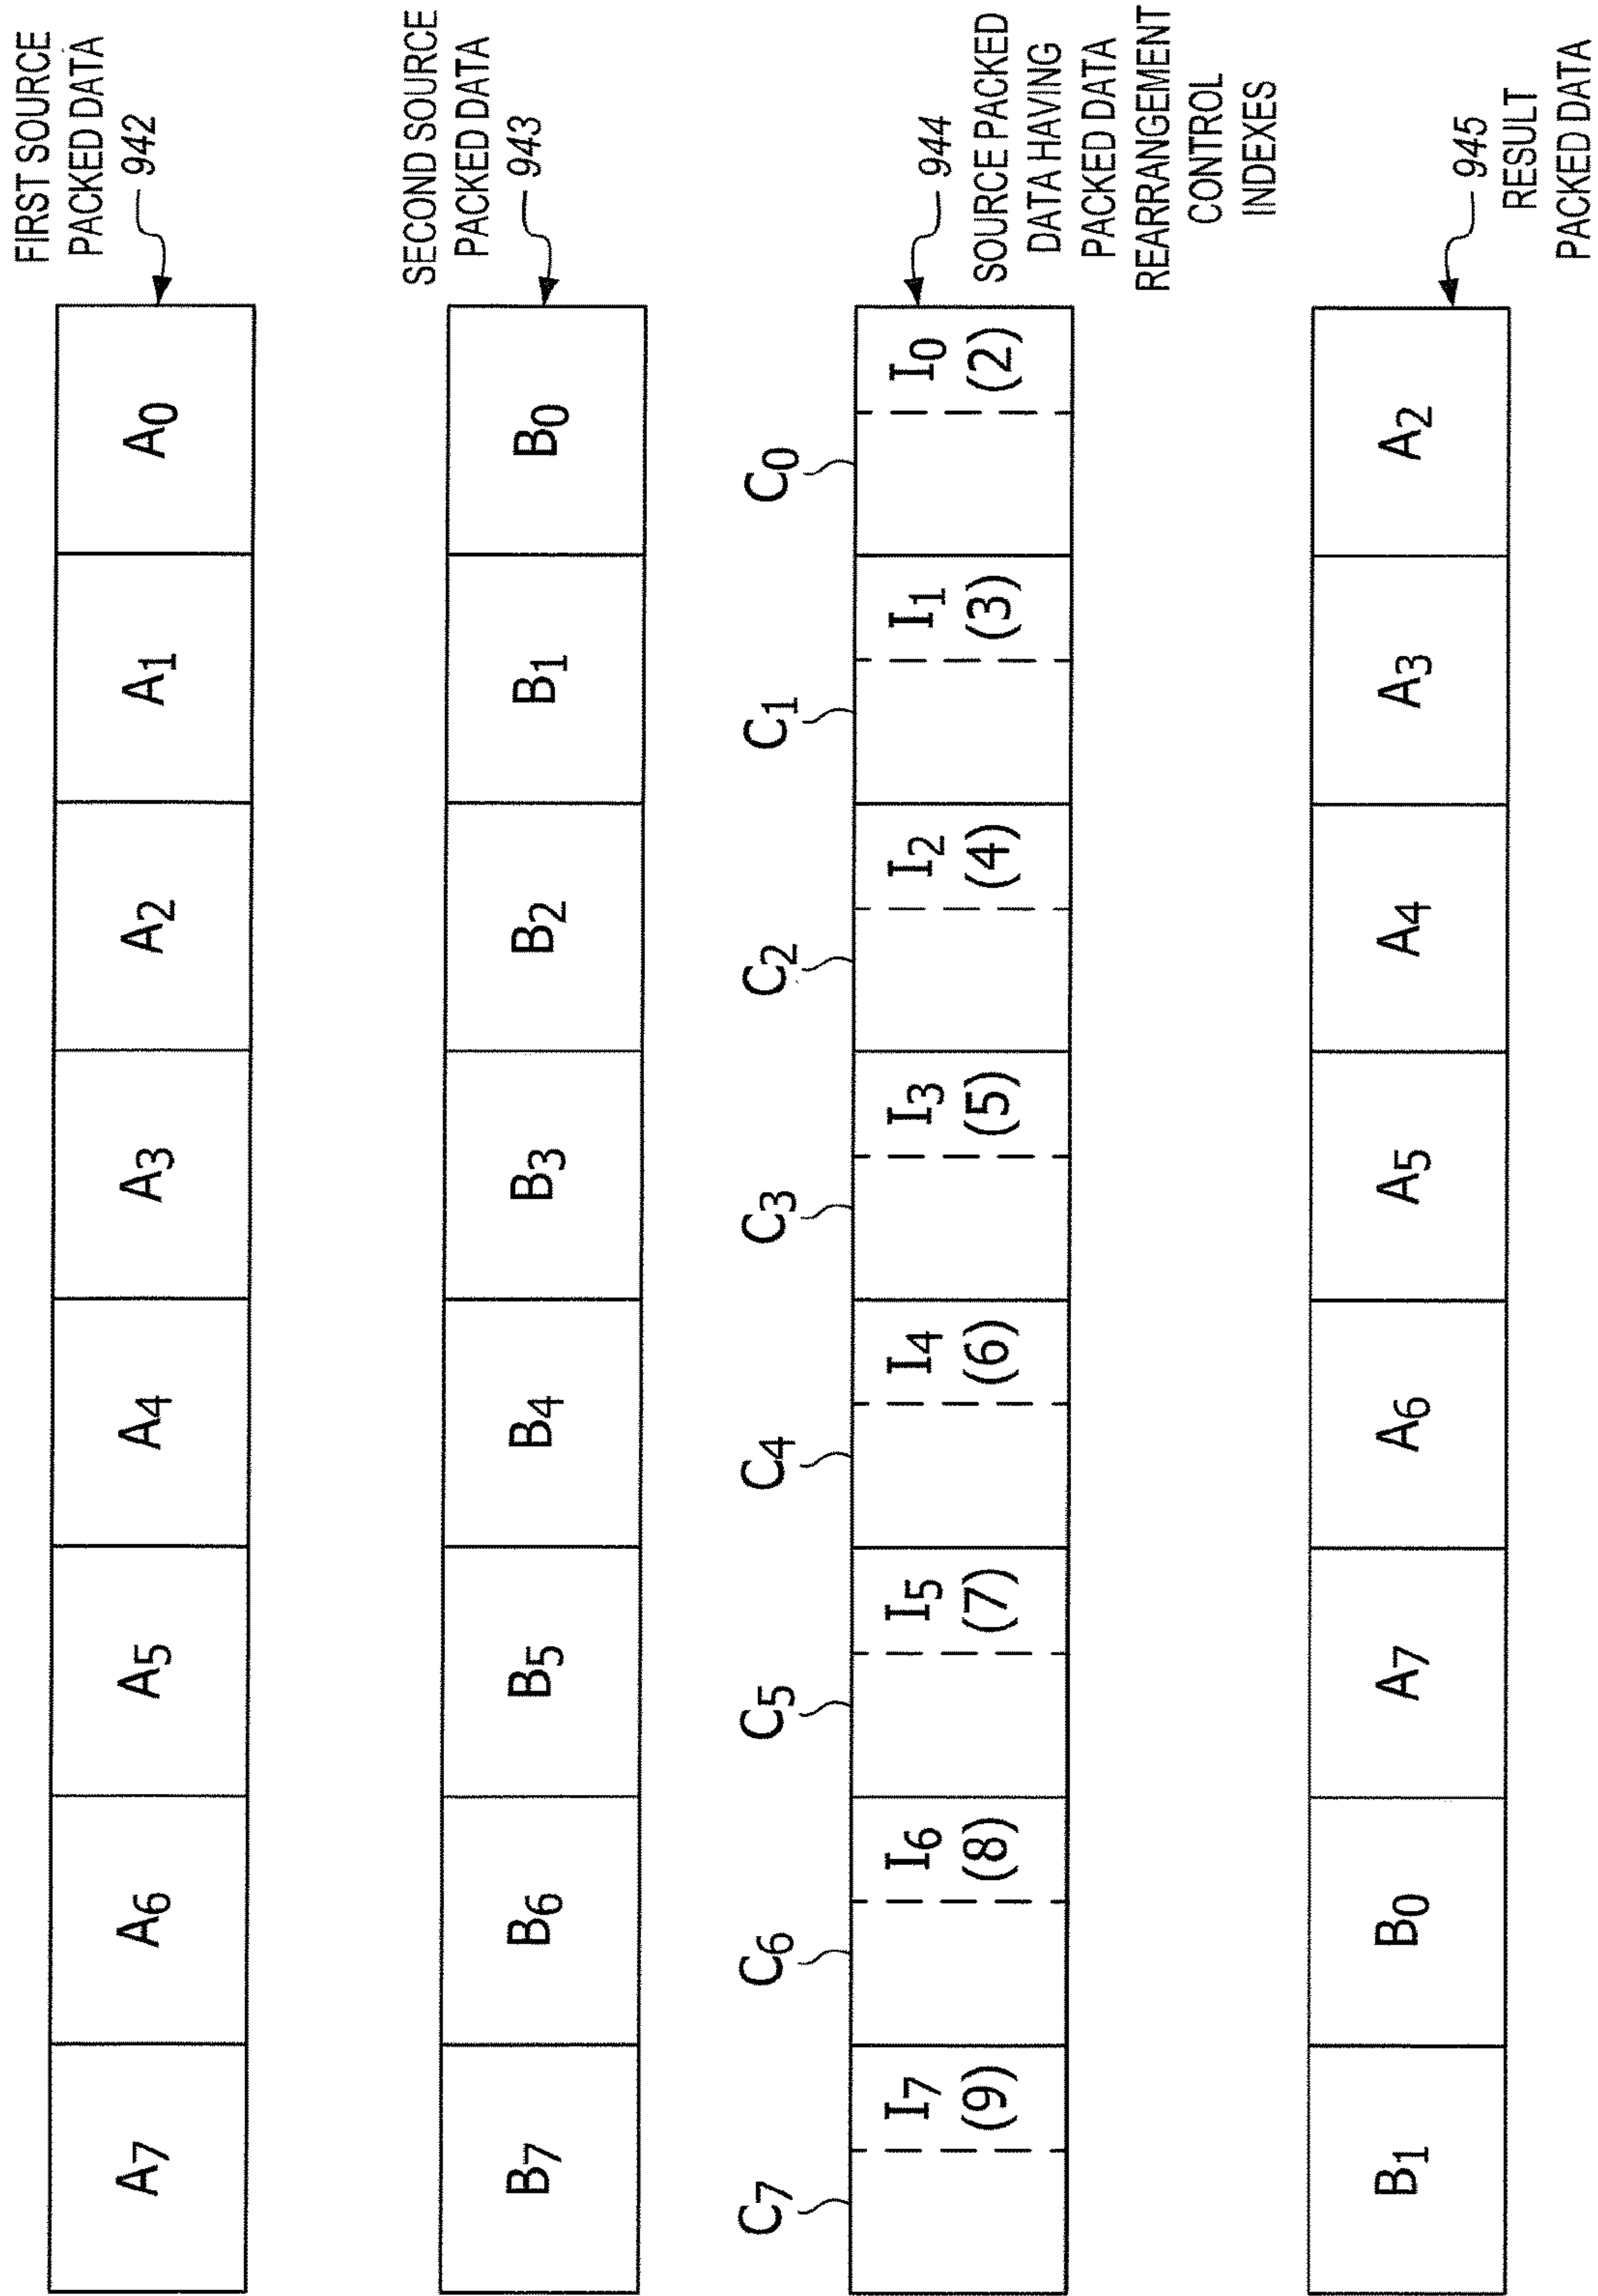 FIRST SOURCE
PACKED DATA
942
A7 A6 A5 A4 A3 A2 A1 A0
SECOND SOURCE
PACKED DATA
943
B7 B6 B5 B4 B3 B2 B1 B0
C7 C6 C5 C4 C3 C2 C1 C0
944
I7 I6 I5 I4 I3 I2 I1 I0
(9) (8) (7) (6) (5) (4) (3) (2)
SOURCE PACKED
DATA HAVING
PACKED DATA
REARRANGEMENT
CONTROL
INDEXES
B1 B0 A7 A6 A5 A4 A3 A2
945
RESULT
PACKED DATA